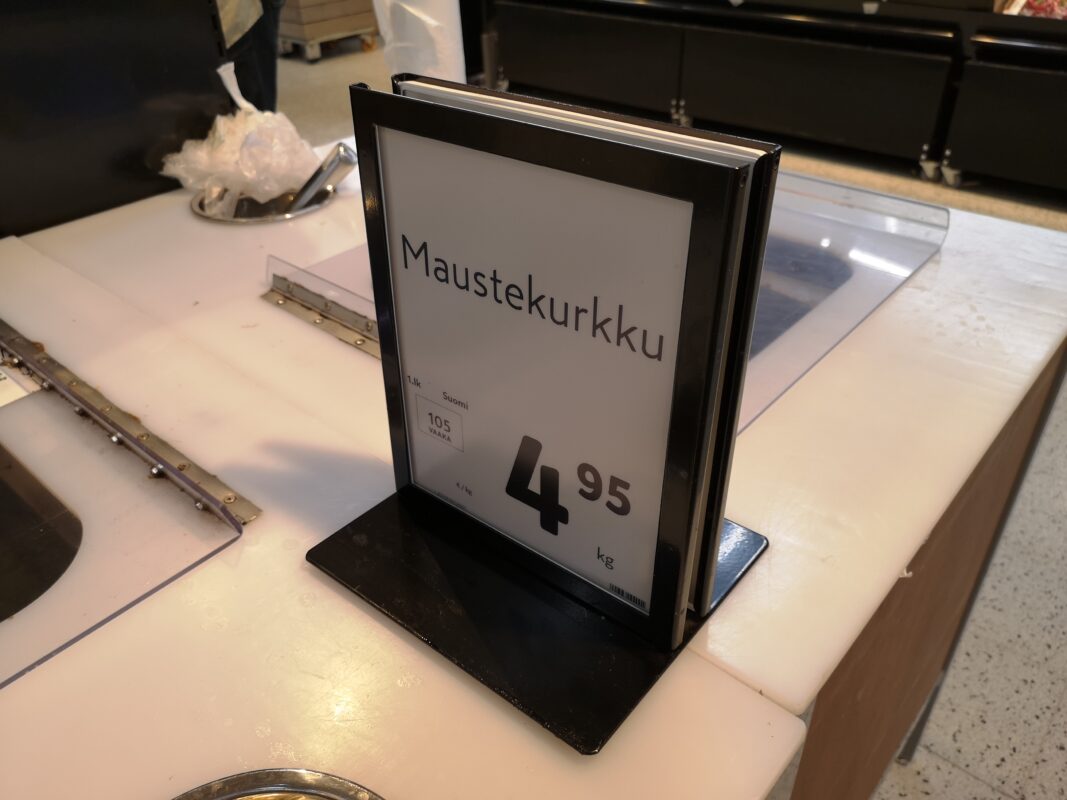 Maustekurkku
1.lk Suomi
105
VAAKA
4 95
€ / kg
kg